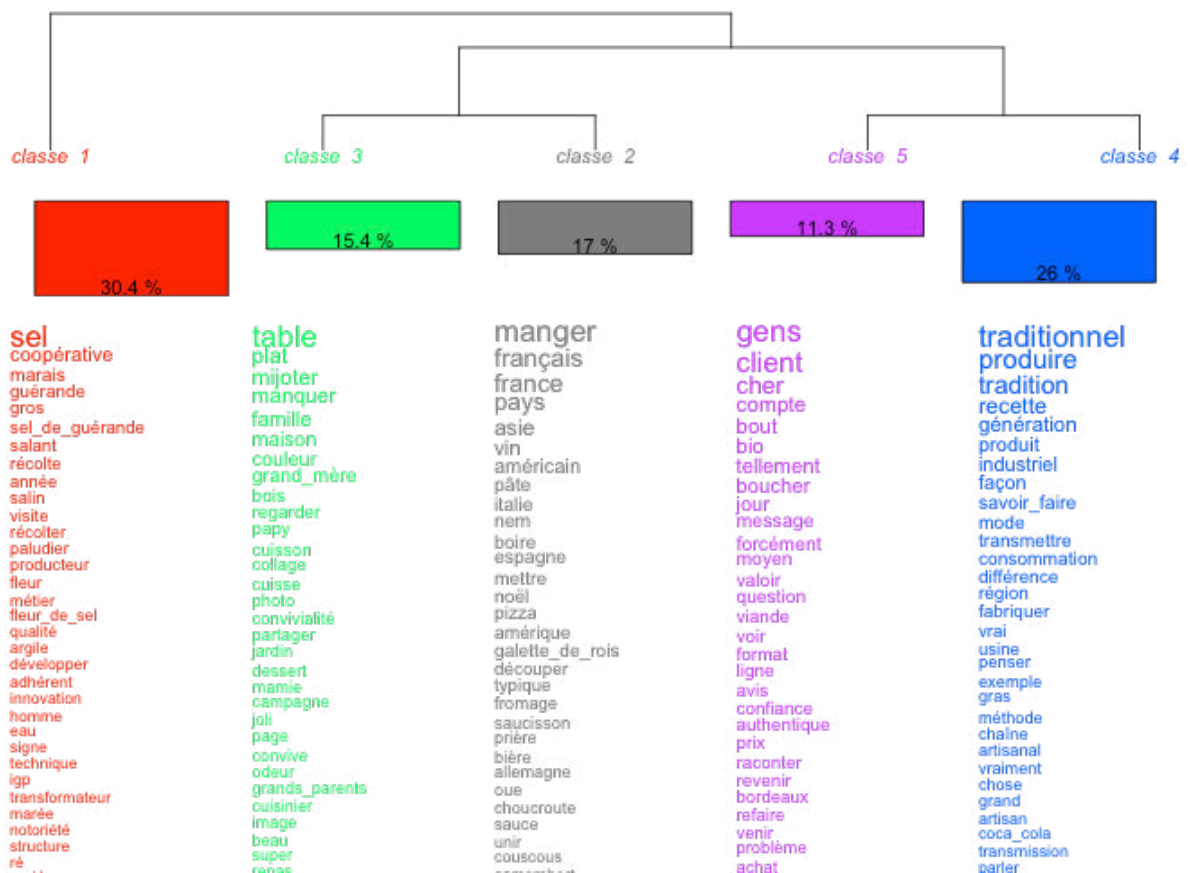 classe 1
classe 3
classe 2
classe 5
classe 4
30.4 %
15.4 %
17 %
11.3 %
26 %
sel
coopérative
marais
guérande
gros
sel_de_guérande
salant
récolte
année
salin
visite
récolter
paludier
producteur
fleur
métier
fleur_de_sel
qualité
argile
développer
adhérent
innovation
homme
eau
signe
technique
igp
transformateur
marée
notoriété
structure
ré
table
plat
mijoter
manquer
famille
maison
couleur
grand_mère
bois
regarder
papy
cuisson
collage
cuisse
photo
convivialité
partager
jardin
dessert
mamie
campagne
joli
page
convive
odeur
grands_parents
cuisinier
image
beau
super
repas
manger
français
france
pays
asie
vin
américain
pâte
italie
nem
boire
espagne
mettre
noël
pizza
amérique
galette_de_rois
découper
typique
fromage
saucisson
prière
bière
allemagne
oue
choucroute
sauce
unir
couscous
camembert
gens
client
cher
compte
bout
bio
tellement
boucher
jour
message
forcément
moyen
valoir
question
viande
voir
format
ligne
avis
confiance
authentique
prix
raconter
revenir
bordeaux
refaire
venir
problème
achat
traditionnel
produire
tradition
recette
génération
produit
industriel
façon
savoir_faire
mode
transmettre
consommation
différence
région
fabriquer
vrai
usine
penser
exemple
gras
méthode
chaîne
artisanal
vraiment
chose
grand
artisan
coca_cola
transmission
parler